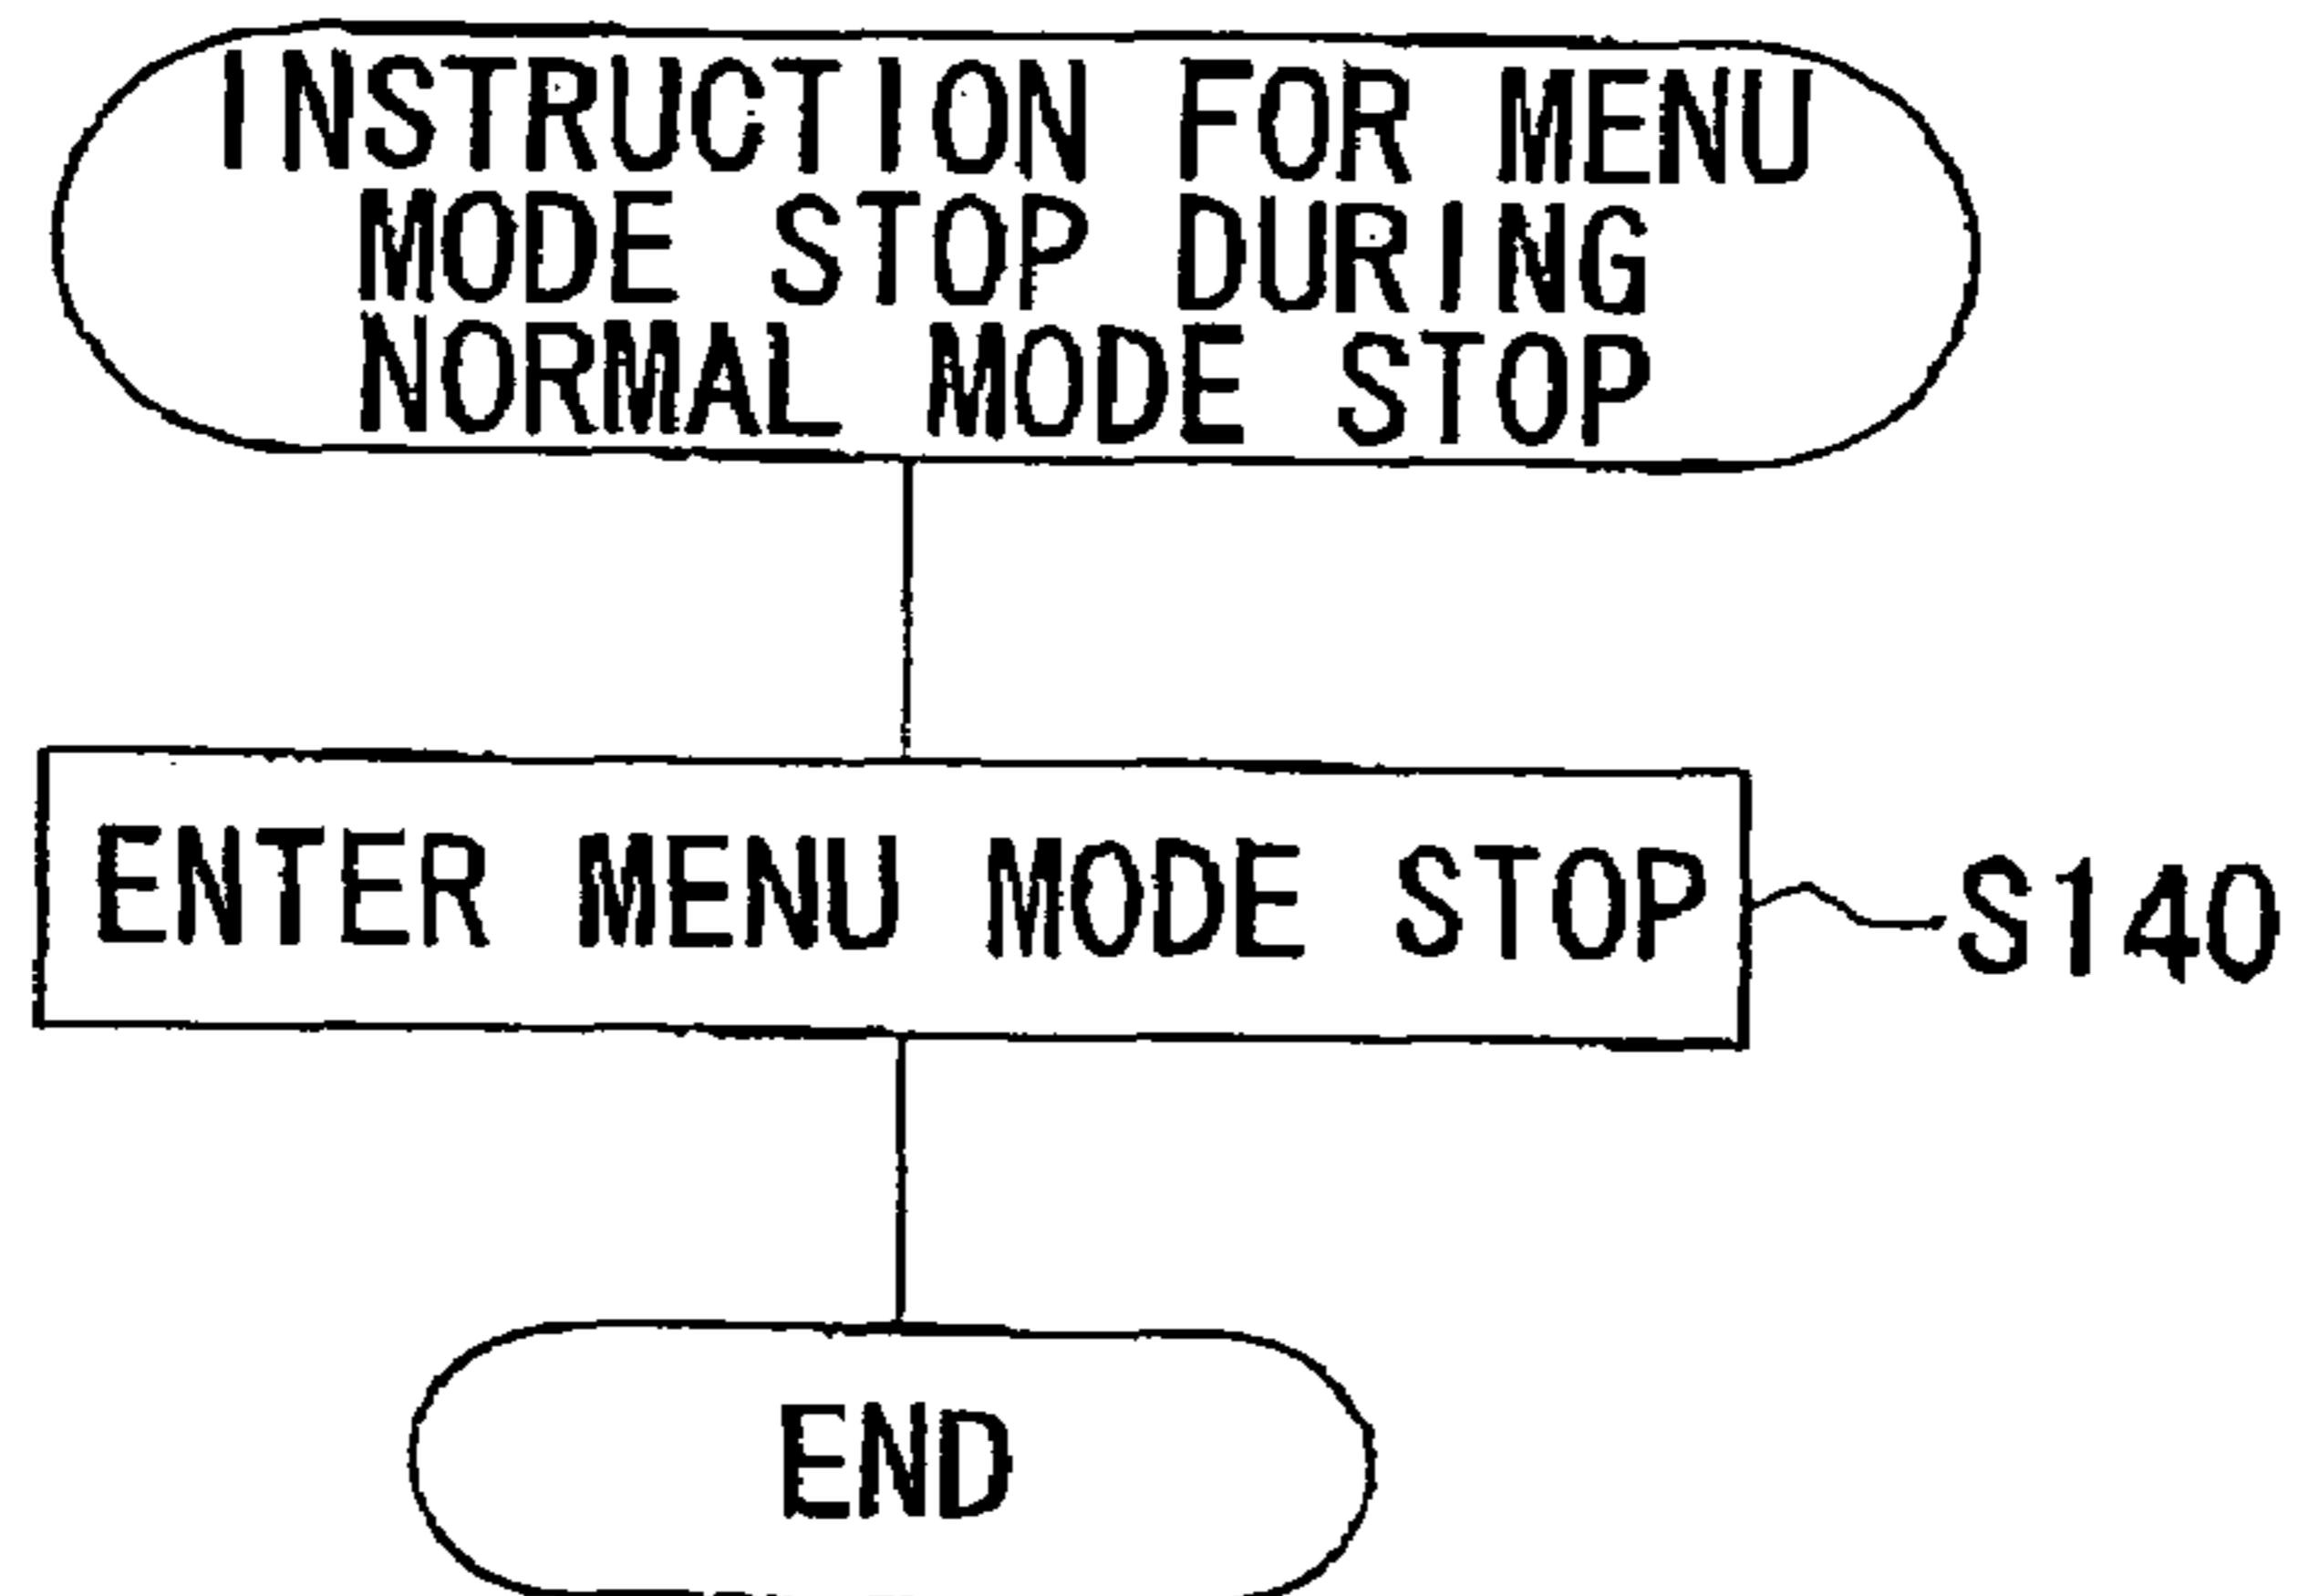 INSTRUCTION FOR MENU
MODE STOP DURING
NORMAL MODE STOP
ENTER MENU MODE STOP
S140
END